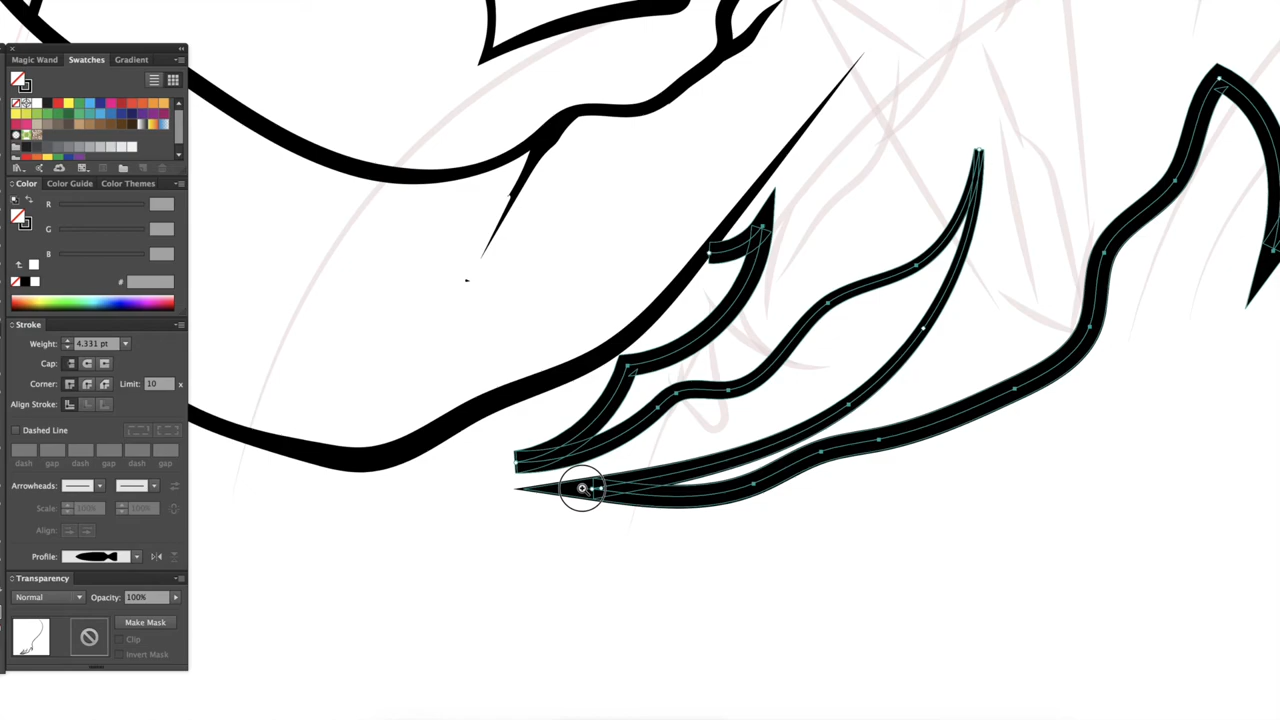 Magic Wand Swatches Gradient
Color Color Guide Color Themes
R
G
B
#
Stroke
Weight: 4.331 pt
Cap:
Corner: Limit: 10 x
Align Stroke:
Dashed Line
dash gap dash gap dash gap
Arrowheads:
Scale: 100% 100%
Align:
Profile:
Transparency
Normal Opacity: 100%
Make Mask
Clip
Invert Mask